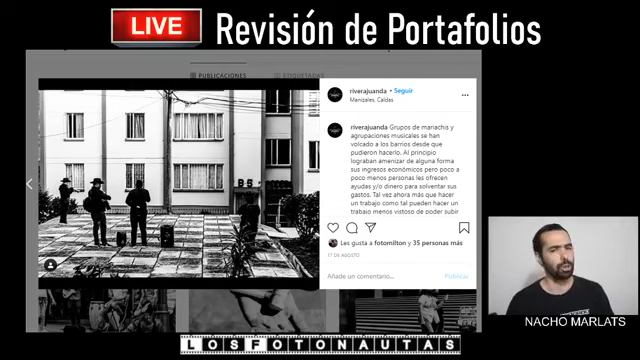 LIVE Revisión de Portafolios
PUBLICACIONES ETIQUETADAS
riverajuanda • Seguir
Manizales, Caldas
riverajuanda Grupos de mariachis y
agrupaciones musicales se han
volcado a los barrios desde que
pudieron hacerlo. Al principio
lograban amenizar de alguna forma
sus ingresos económicos pero poco a
poco menos personas les ofrecen
ayudas y/o dinero para solventar sus
gastos. Tal vez ahora más que hacer
un trabajo como tal pueden hacer un
trabajo menos vistoso de poder subir
B5
Les gusta a fotomilton y 35 personas más
17 DE AGOSTO
Añade un comentario... Publicar
NACHO MARLATS
LOSFOTONAUTAS